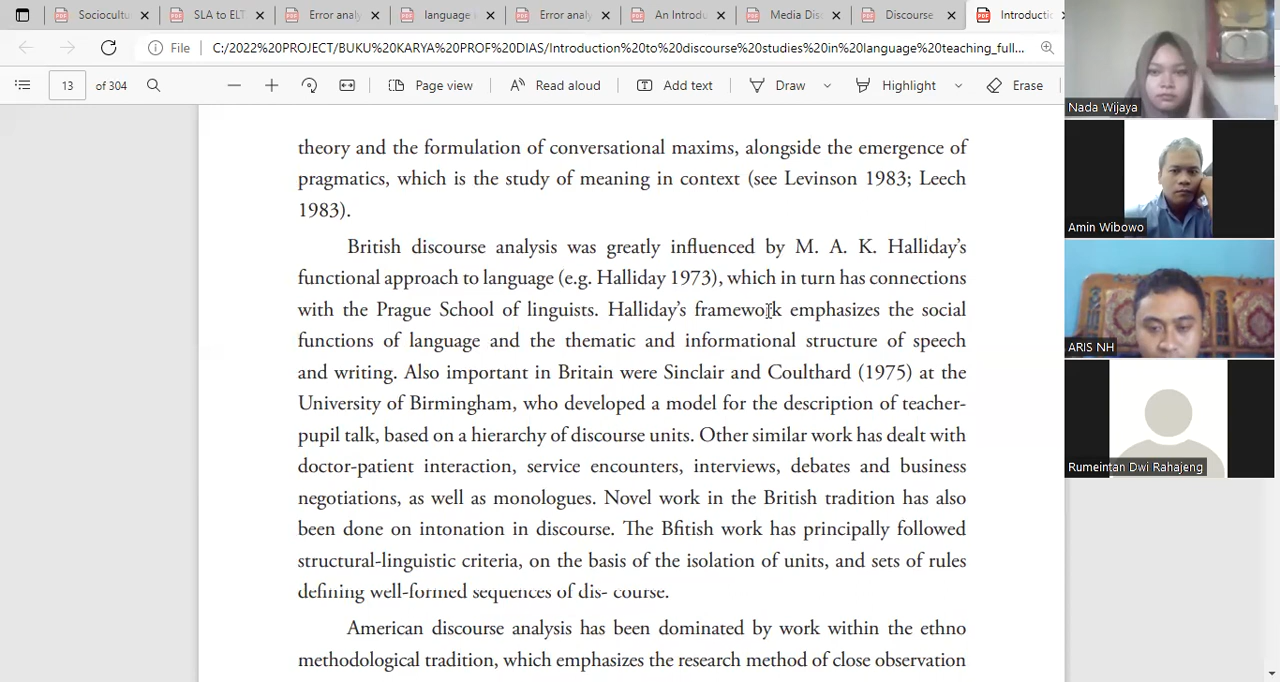 Sociocultu
SLA to ELT
Error analy
language
Error analy
An Introdu
Media Dis
Discourse
Introductio
File
C:/2022%20PROJECT/BUKU%20KARYA%20PROF%20DIAS/Introduction%20to%20discourse%20studies%20in%20language%20teaching_full...
13 of 304
Page view
Read aloud
Add text
Draw
Highlight
Erase
theory and the formulation of conversational maxims, alongside the emergence of
pragmatics, which is the study of meaning in context (see Levinson 1983; Leech
1983).
British discourse analysis was greatly influenced by M. A. K. Halliday's
functional approach to language (e.g. Halliday 1973), which in turn has connections
with the Prague School of linguists. Halliday's framework emphasizes the social
functions of language and the thematic and informational structure of speech
and writing. Also important in Britain were Sinclair and Coulthard (1975) at the
University of Birmingham, who developed a model for the description of teacher-
pupil talk, based on a hierarchy of discourse units. Other similar work has dealt with
doctor-patient interaction, service encounters, interviews, debates and business
negotiations, as well as monologues. Novel work in the British tradition has also
been done on intonation in discourse. The Bfitish work has principally followed
structural-linguistic criteria, on the basis of the isolation of units, and sets of rules
defining well-formed sequences of dis- course.
American discourse analysis has been dominated by work within the ethno
methodological tradition, which emphasizes the research method of close observation
Nada Wijaya
Amin Wibowo
ARIS NH
Rumeintan Dwi Rahajeng